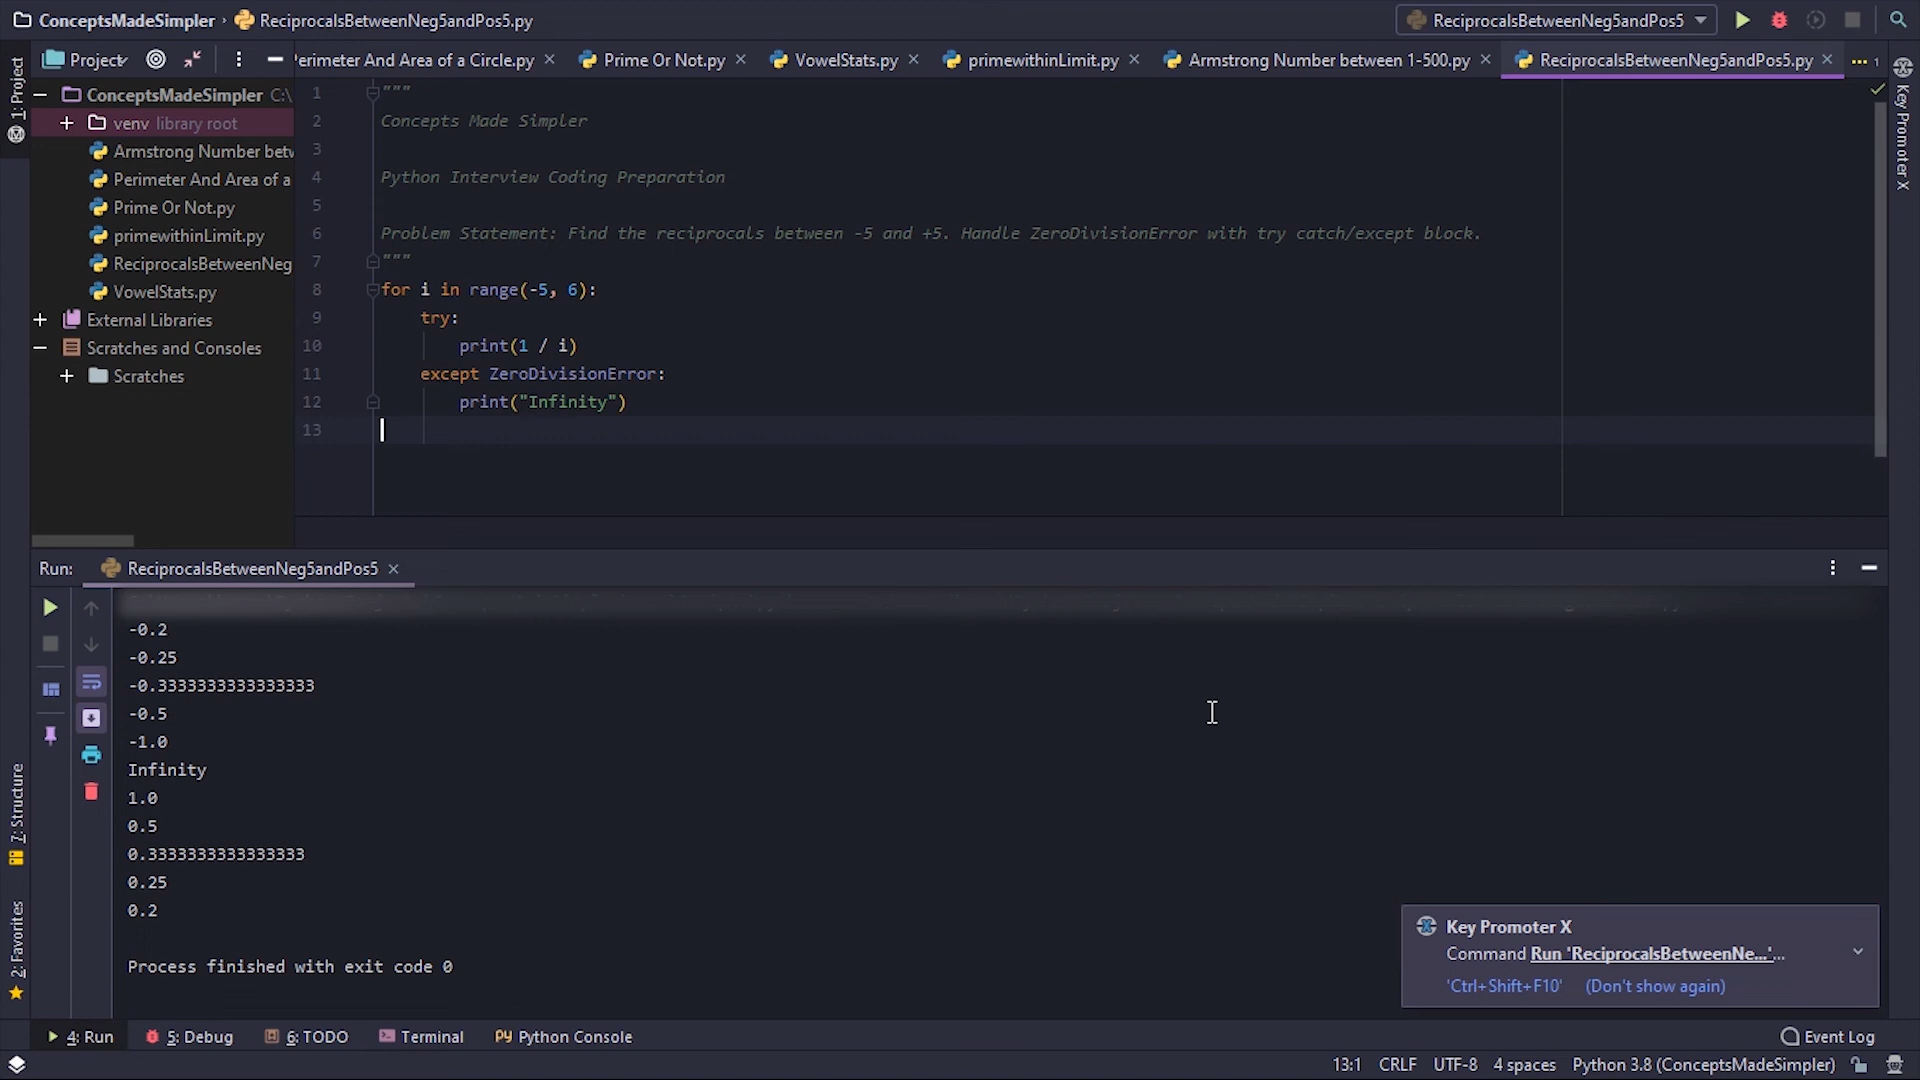 ConceptsMadeSimpler › ReciprocalsBetweenNeg5andPos5.py
ReciprocalsBetweenNeg5andPos5
1: Project
Project
erimeter And Area of a Circle.py
Prime Or Not.py
VowelStats.py
primewithinLimit.py
Armstrong Number between 1-500.py
ReciprocalsBetweenNeg5andPos5.py
1
Key Promoter X
ConceptsMadeSimpler C:\
venv library root
Armstrong Number betw
Perimeter And Area of a
Prime Or Not.py
primewithinLimit.py
ReciprocalsBetweenNeg
VowelStats.py
External Libraries
Scratches and Consoles
Scratches
1 """
2 Concepts Made Simpler
3
4 Python Interview Coding Preparation
5
6 Problem Statement: Find the reciprocals between -5 and +5. Handle ZeroDivisionError with try catch/except block.
7 """
8 for i in range(-5, 6):
9 try:
10 print(1 / i)
11 except ZeroDivisionError:
12 print("Infinity")
13
Run: ReciprocalsBetweenNeg5andPos5
-0.2
-0.25
-0.3333333333333333
-0.5
-1.0
Infinity
1.0
0.5
0.3333333333333333
0.25
0.2
Process finished with exit code 0
7: Structure
2: Favorites
Key Promoter X
Command Run 'ReciprocalsBetweenNe...'...
'Ctrl+Shift+F10' (Don't show again)
4: Run
5: Debug
6: TODO
Terminal
Python Console
Event Log
13:1 CRLF UTF-8 4 spaces Python 3.8 (ConceptsMadeSimpler)